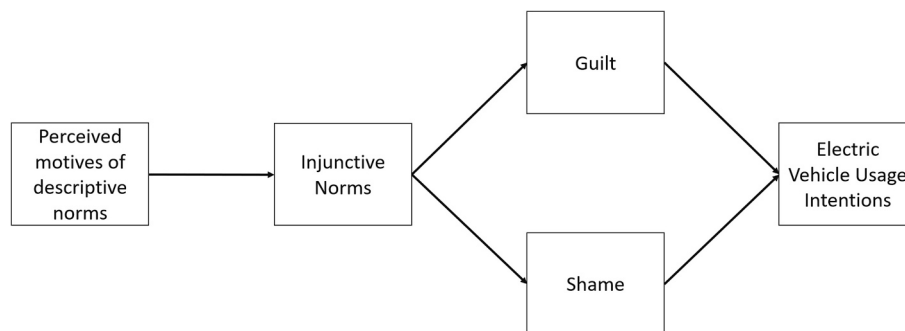 Perceived
motives of
descriptive
norms
Injunctive
Norms
Guilt
Shame
Electric
Vehicle Usage
Intentions